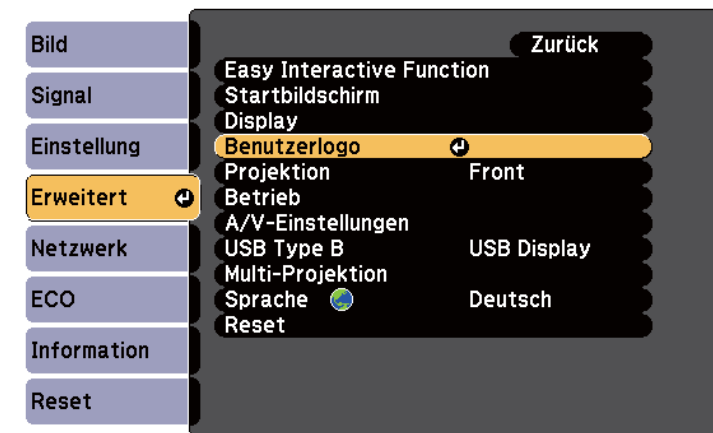 Bild
Signal
Einstellung
Erweitert
Netzwerk
ECO
Information
Reset
Zurück
Easy Interactive Function
Startbildschirm
Display
Benutzerlogo
Projektion Front
Betrieb
A/V-Einstellungen
USB Type B USB Display
Multi-Projektion
Sprache Deutsch
Reset